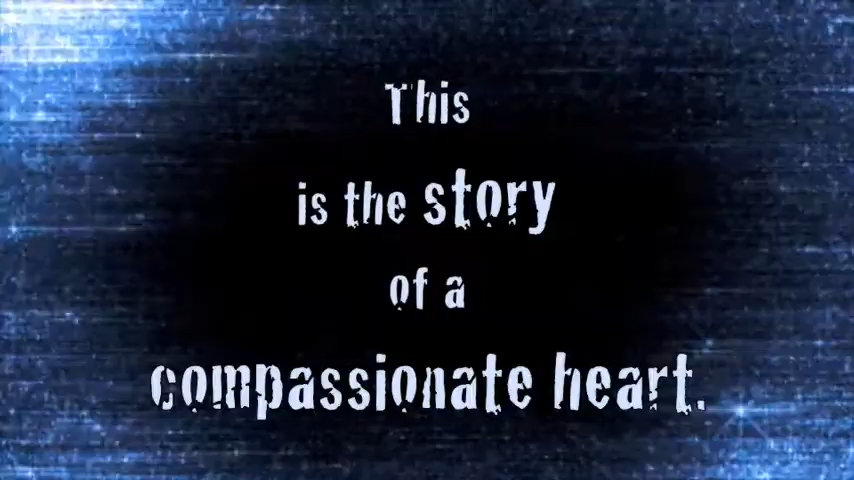 This
is the story
of a
compassionate heart.